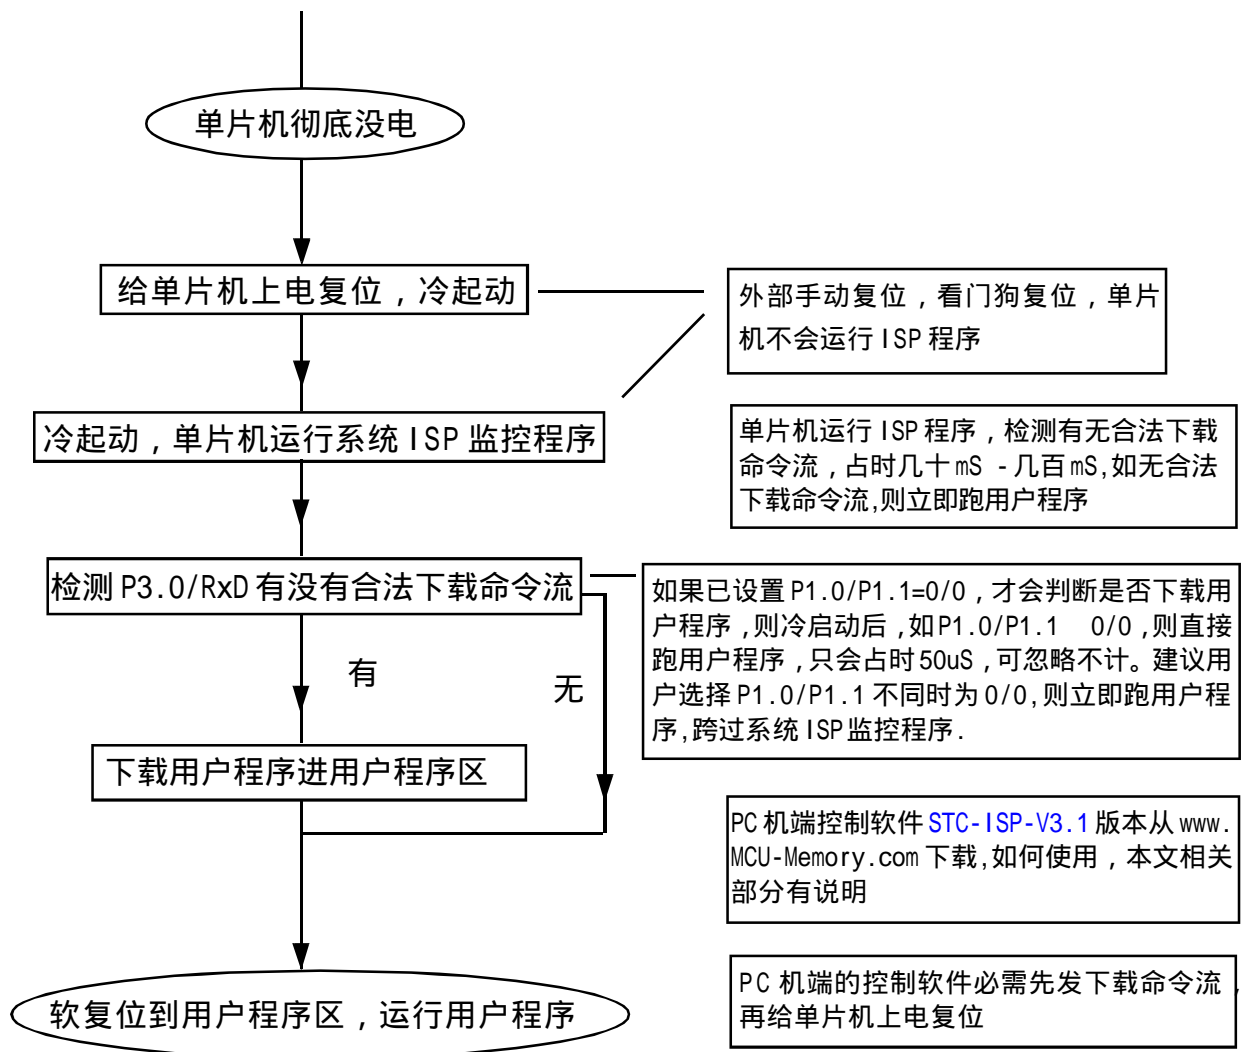 单片机彻底没电
给单片机上电复位，冷起动
外部手动复位，看门狗复位，单片
机不会运行 ISP 程序
冷起动，单片机运行系统 ISP 监控程序
单片机运行 ISP 程序，检测有无合法下载
命令流，占时几十 mS - 几百 mS,如无合法
下载命令流,则立即跑用户程序
检测 P3.0/RxD 有没有合法下载命令流
如果已设置 P1.0/P1.1=0/0，才会判断是否下载用
户程序，则冷启动后，如P1.0/P1.1 0/0，则直接
跑用户程序，只会占时 50uS，可忽略不计。建议用
户选择 P1.0/P1.1 不同时为 0/0,则立即跑用户程
序,跨过系统 ISP 监控程序.
有
无
下载用户程序进用户程序区
PC 机端控制软件 STC-ISP-V3.1 版本从 www.
MCU-Memory.com 下载,如何使用，本文相关
部分有说明
PC 机端的控制软件必需先发下载命令流，
再给单片机上电复位
软复位到用户程序区，运行用户程序